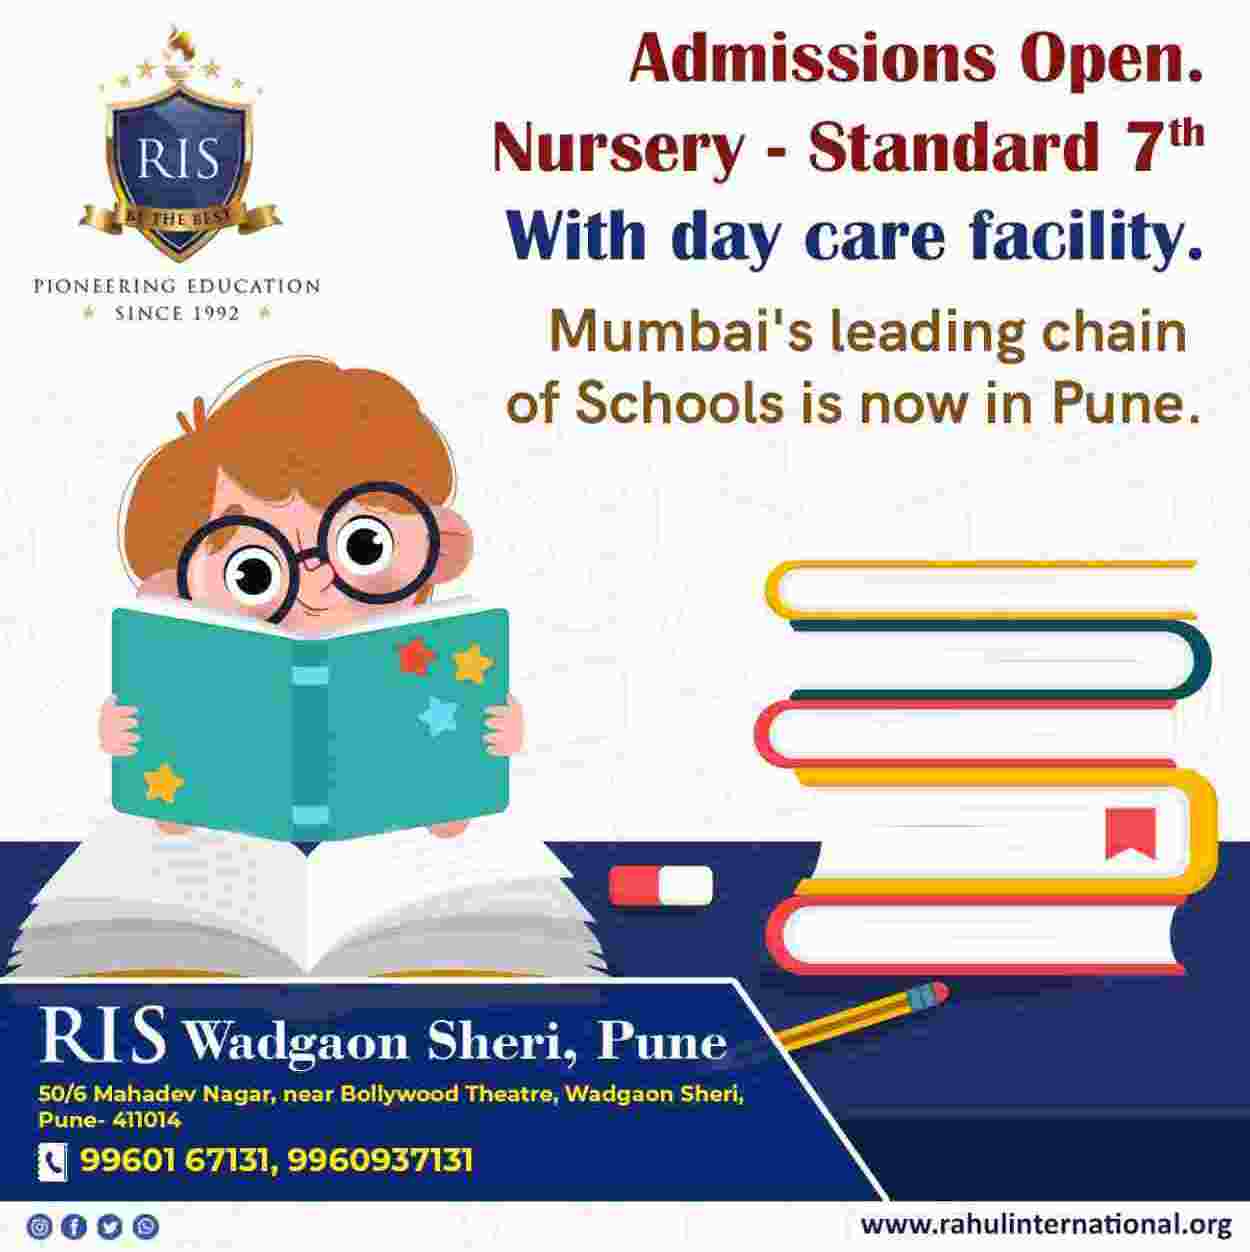 RIS
BE THE BEST
PIONEERING EDUCATION
SINCE 1992
Admissions Open.
Nursery - Standard 7th
With day care facility.
Mumbai's leading chain
of Schools is now in Pune.
RIS Wadgaon Sheri, Pune
50/6 Mahadev Nagar, near Bollywood Theatre, Wadgaon Sheri,
Pune- 411014
99601 67131, 9960937131
www.rahulinternational.org